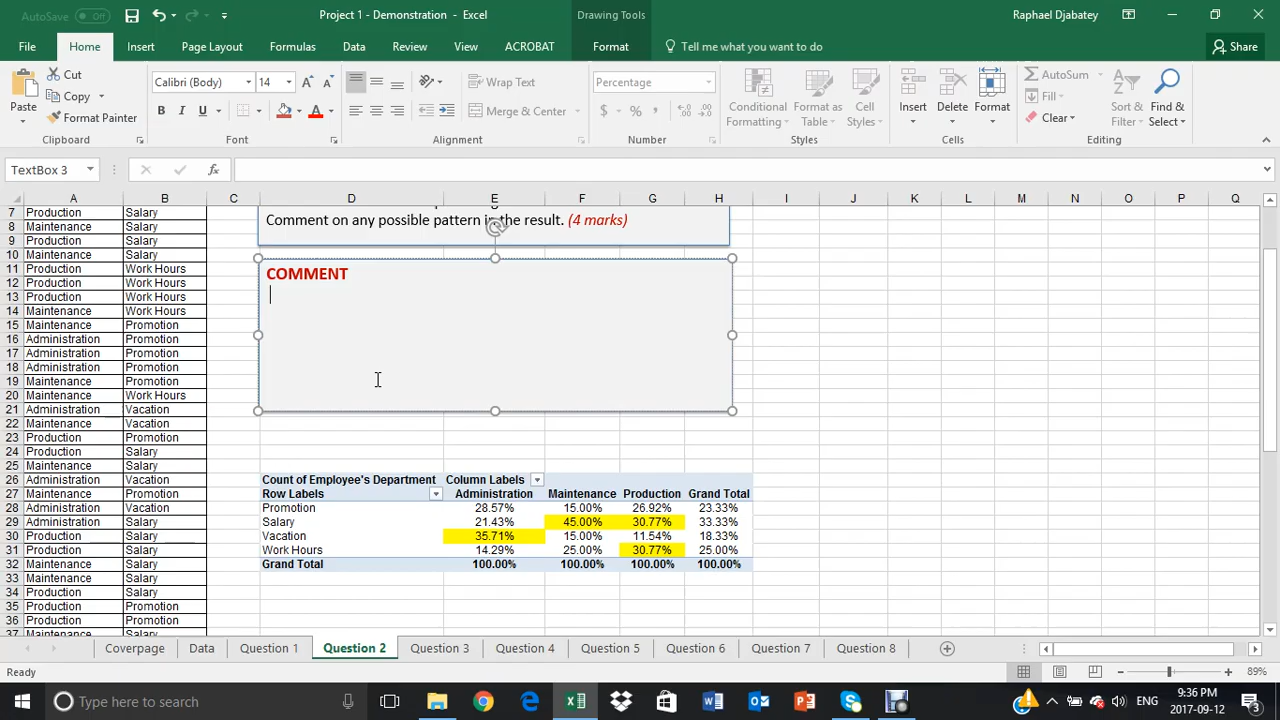 AutoSave Off
Project 1 - Demonstration - Excel
Drawing Tools
Raphael Djabatey
File Home Insert Page Layout Formulas Data Review View ACROBAT Format Tell me what you want to do Share
Paste
Cut
Copy
Format Painter
Clipboard
Calibri (Body) 14
B I U
Font
Wrap Text
Merge & Center
Alignment
Percentage
$ % ,
Number
Conditional Formatting
Format as Table
Cell Styles
Styles
Insert Delete Format
Cells
AutoSum
Fill
Clear
Sort & Filter
Find & Select
Editing
TextBox 3
fx
A B C D E F G H I J K L M N O P Q
7 Production Salary
8 Maintenance Salary
9 Production Salary
10 Maintenance Salary
11 Production Work Hours
12 Production Work Hours
13 Production Work Hours
14 Maintenance Work Hours
15 Maintenance Promotion
16 Administration Promotion
17 Administration Promotion
18 Administration Promotion
19 Maintenance Promotion
20 Maintenance Work Hours
21 Administration Vacation
22 Maintenance Vacation
23 Production Promotion
24 Production Salary
25 Maintenance Salary
26 Administration Vacation
27 Maintenance Promotion
28 Administration Vacation
29 Administration Salary
30 Production Vacation
31 Production Work Hours
32 Maintenance Salary
33 Maintenance Salary
34 Production Salary
35 Production Promotion
36 Production Promotion
37 Maintenance Salary
Comment on any possible pattern in the result. (4 marks)
COMMENT
Count of Employee's Department Column Labels
Row Labels Administration Maintenance Production Grand Total
Promotion 28.57% 15.00% 26.92% 23.33%
Salary 21.43% 45.00% 30.77% 33.33%
Vacation 35.71% 15.00% 11.54% 18.33%
Work Hours 14.29% 25.00% 30.77% 25.00%
Grand Total 100.00% 100.00% 100.00% 100.00%
Coverpage Data Question 1 Question 2 Question 3 Question 4 Question 5 Question 6 Question 7 Question 8
Ready
89%
Type here to search
ENG
9:36 PM
2017-09-12
3